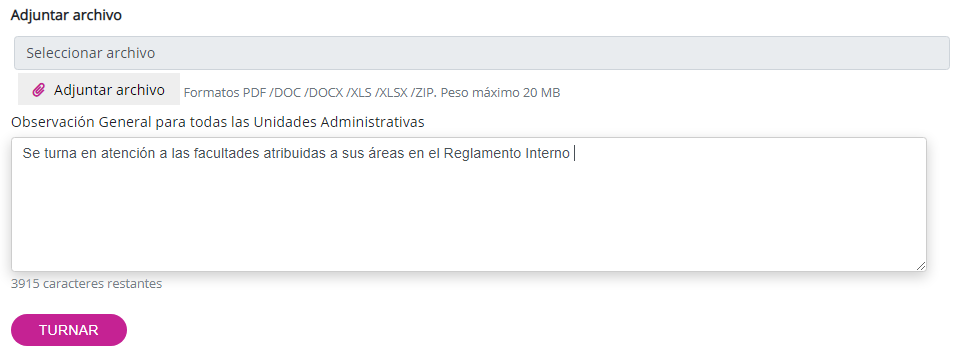 Adjuntar archivo
Seleccionar archivo
Adjuntar archivo Formatos PDF /DOC /DOCX /XLS /XLSX /ZIP. Peso máximo 20 MB
Observación General para todas las Unidades Administrativas
Se turna en atención a las facultades atribuidas a sus áreas en el Reglamento Interno
3915 caracteres restantes
TURNAR